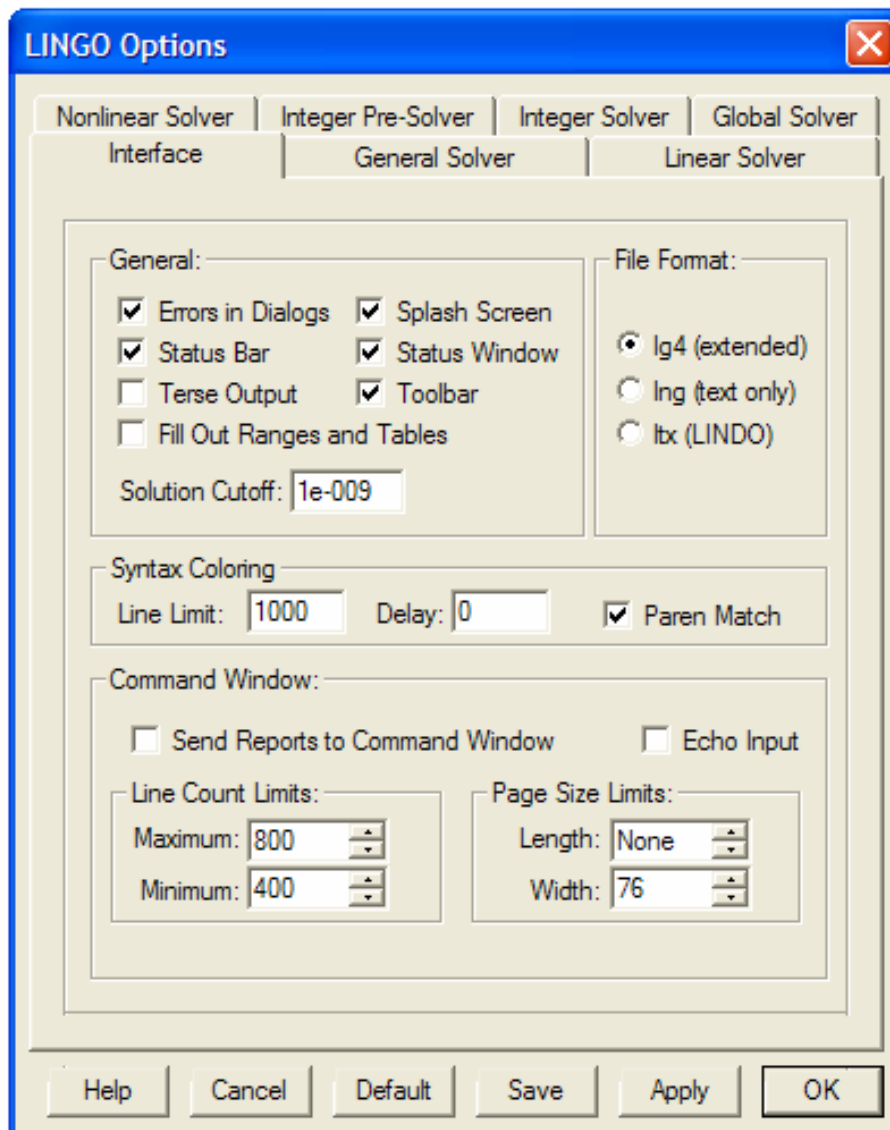 LINGO Options
Nonlinear Solver Integer Pre-Solver Integer Solver Global Solver
Interface General Solver Linear Solver
General:
Errors in Dialogs Splash Screen
Status Bar Status Window
Terse Output Toolbar
Fill Out Ranges and Tables
Solution Cutoff: 1e-009
File Format:
lg4 (extended)
lng (text only)
ltx (LINDO)
Syntax Coloring
Line Limit: 1000 Delay: 0 Paren Match
Command Window:
Send Reports to Command Window Echo Input
Line Count Limits:
Maximum: 800
Minimum: 400
Page Size Limits:
Length: None
Width: 76
Help Cancel Default Save Apply OK